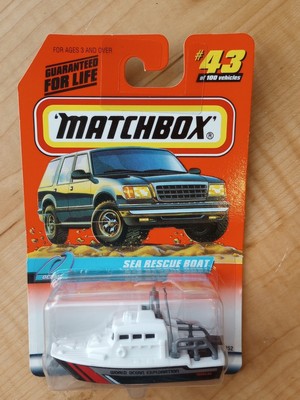 FOR AGES 3 AND OVER
GUARANTEED
FOR LIFE
#43
of 100 vehicles
MATCHBOX®
SEA RESCUE BOAT